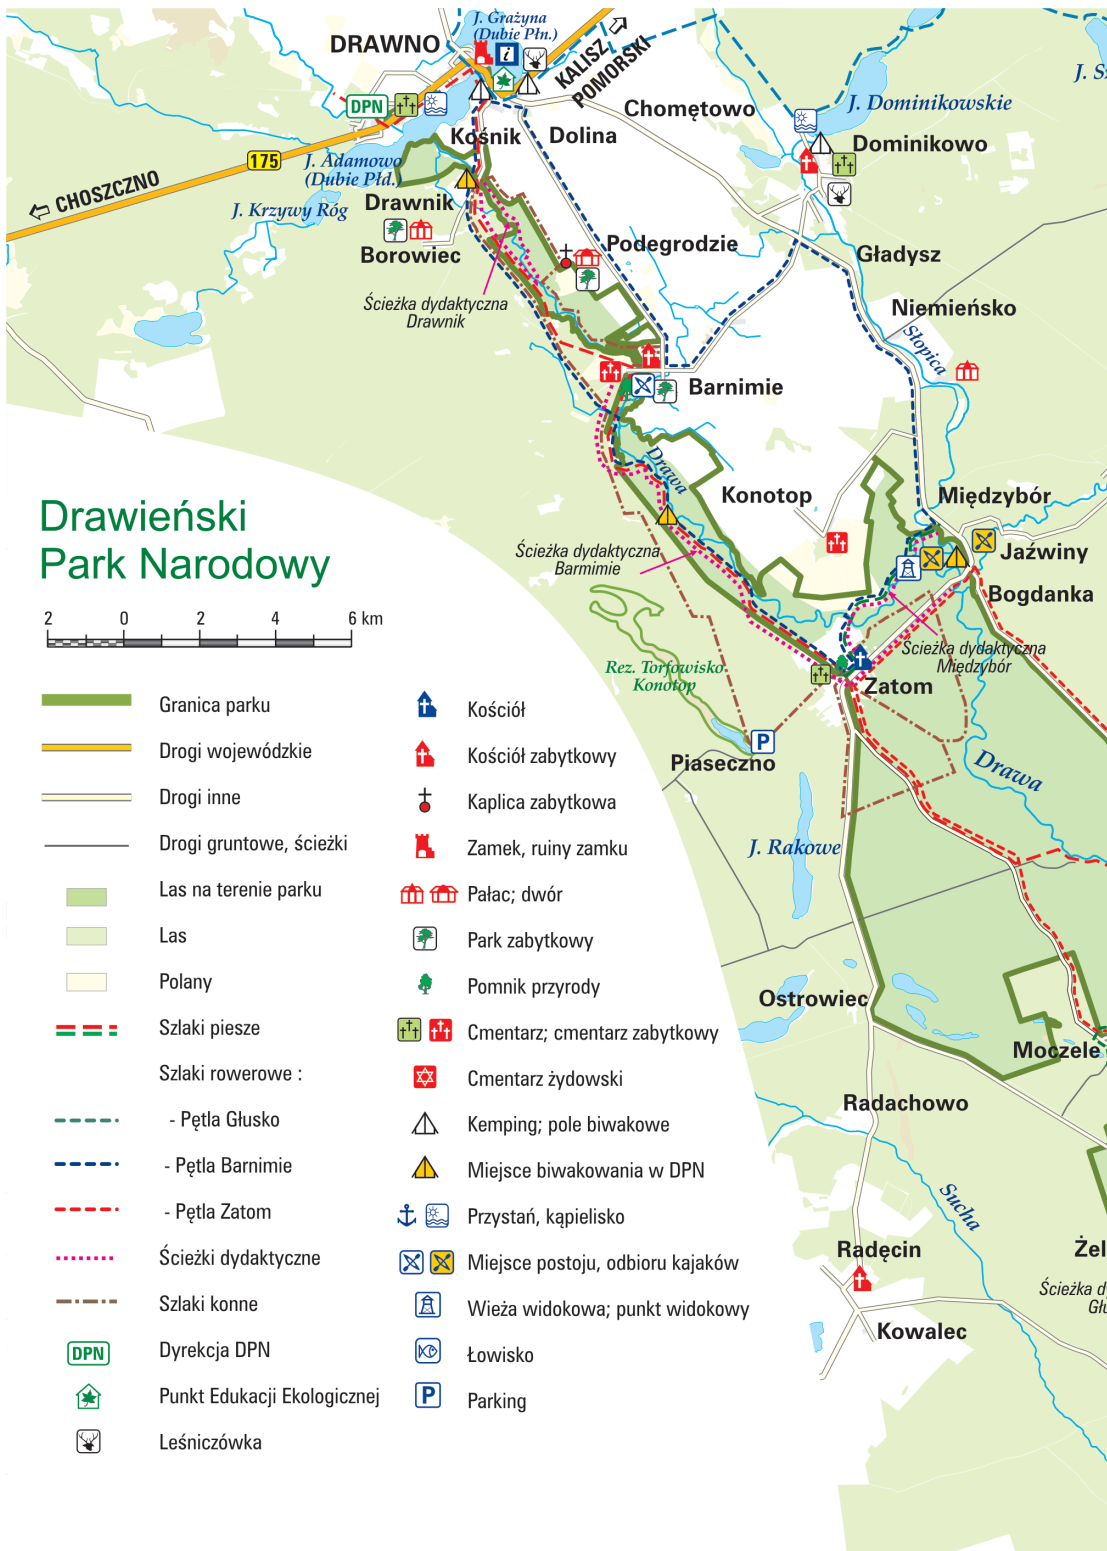 J. Grażyna
(Dubie Płn.)
DRAWNO
i
KALISZ
POMORSKI
J. Dominikowskie
DPN
Chomętowo
Kośnik
Dolina
Dominikowo
175
J. Adamowo
(Dubie Płd.)
CHOSZCZNO
J. Krzywy Róg
Drawnik
Borowiec
Podegrodzie
Gładysz
Ścieżka dydaktyczna
Drawnik
Niemieńsko
Słopica
Barnimie
Drawa
Konotop
Międzybór
Drawieński
Park Narodowy
Ścieżka dydaktyczna
Barmimie
Jaźwiny
Bogdanka
2 0 2 4 6 km
Ścieżka dydaktyczna
Międzybór
Rez. Torfowisko
Konotop
Zatom
P
Piaseczno
Drawa
J. Rakowe
Ostrowiec
Moczele
Radachowo
Sucha
Radęcin
Kowalec
Granica parku
Drogi wojewódzkie
Drogi inne
Drogi gruntowe, ścieżki
Las na terenie parku
Las
Polany
Szlaki piesze
Szlaki rowerowe :
- Pętla Głusko
- Pętla Barnimie
- Pętla Zatom
Ścieżki dydaktyczne
Szlaki konne
DPN Dyrekcja DPN
Punkt Edukacji Ekologicznej
Leśniczówka
Kościół
Kościół zabytkowy
Kaplica zabytkowa
Zamek, ruiny zamku
Pałac; dwór
Park zabytkowy
Pomnik przyrody
Cmentarz; cmentarz zabytkowy
Cmentarz żydowski
Kemping; pole biwakowe
Miejsce biwakowania w DPN
Przystań, kąpielisko
Miejsce postoju, odbioru kajaków
Wieża widokowa; punkt widokowy
Łowisko
P Parking